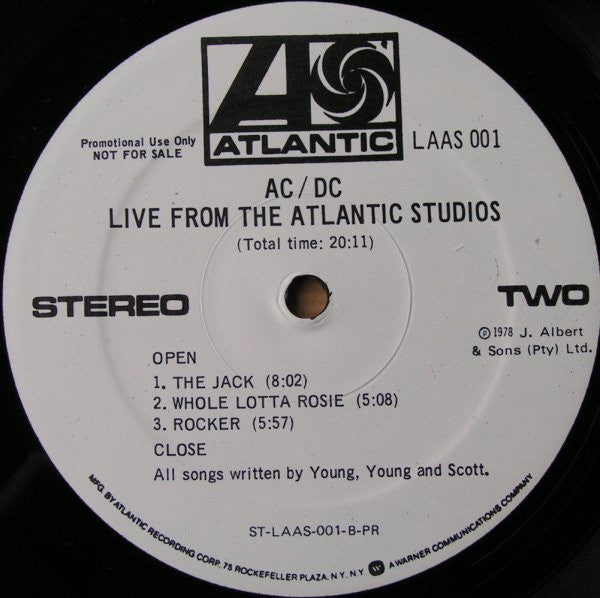 Promotional Use Only
NOT FOR SALE
ATLANTIC
LAAS 001
AC/DC
LIVE FROM THE ATLANTIC STUDIOS
(Total time: 20:11)
STEREO
TWO
℗1978 J. Albert
& Sons (Pty) Ltd.
OPEN
1. THE JACK (8:02)
2. WHOLE LOTTA ROSIE (5:08)
3. ROCKER (5:57)
CLOSE
All songs written by Young, Young and Scott.
ST-LAAS-001-B-PR
MFG. BY ATLANTIC RECORDING CORP. 75 ROCKEFELLER PLAZA. N.Y. N.Y. A WARNER COMMUNICATIONS COMPANY